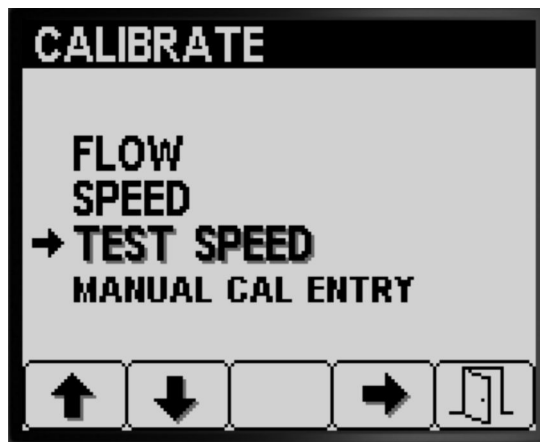 CALIBRATE
FLOW
SPEED
TEST SPEED
MANUAL CAL ENTRY